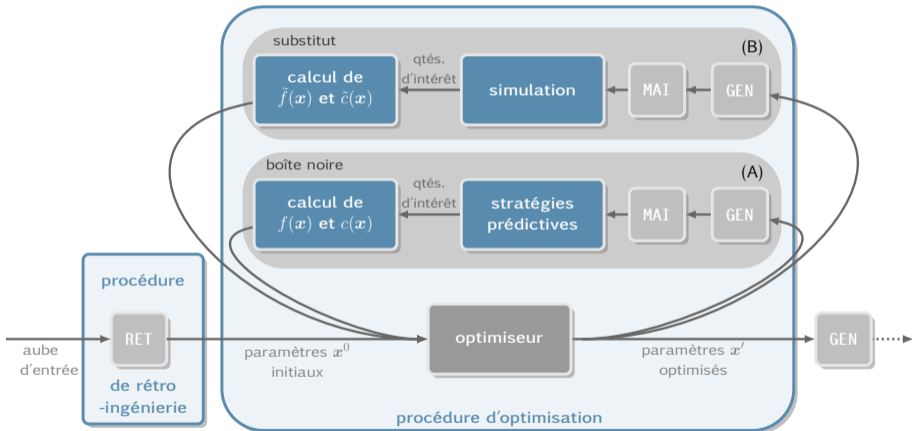 substitut
(B)
calcul de
f̃(x) et c̃(x)
qtés.
d'intérêt
simulation
MAI
GEN
boîte noire
(A)
calcul de
f(x) et c(x)
qtés.
d'intérêt
stratégies
prédictives
MAI
GEN
procédure
RET
de rétro
-ingénierie
aube
d'entrée
paramètres x⁰
initiaux
optimiseur
paramètres x′
optimisés
GEN
procédure d'optimisation